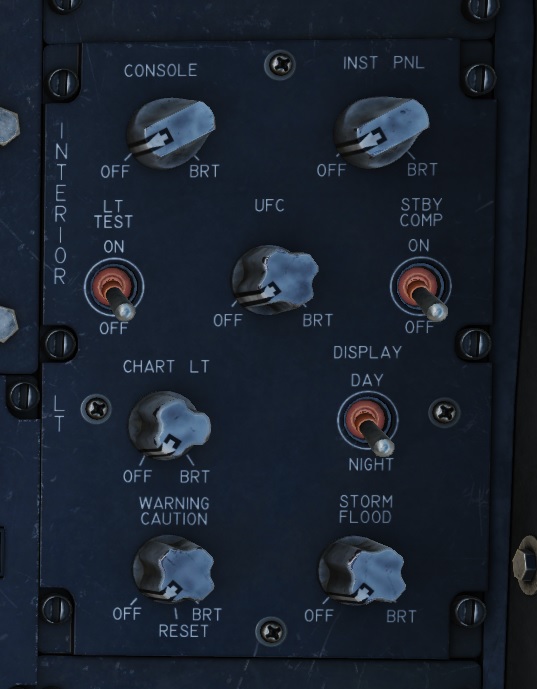 CONSOLE
INST PNL
OFF
BRT
OFF
BRT
INTERIOR
LT
TEST
ON
OFF
UFC
OFF
BRT
STBY
COMP
ON
OFF
CHART LT
OFF
BRT
DISPLAY
DAY
NIGHT
LT
WARNING
CAUTION
OFF
BRT
RESET
STORM
FLOOD
OFF
BRT